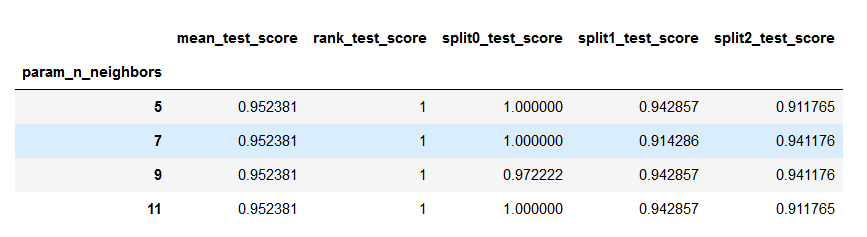 mean_test_score rank_test_score split0_test_score split1_test_score split2_test_score
param_n_neighbors
5 0.952381 1 1.000000 0.942857 0.911765
7 0.952381 1 1.000000 0.914286 0.941176
9 0.952381 1 0.972222 0.942857 0.941176
11 0.952381 1 1.000000 0.942857 0.911765